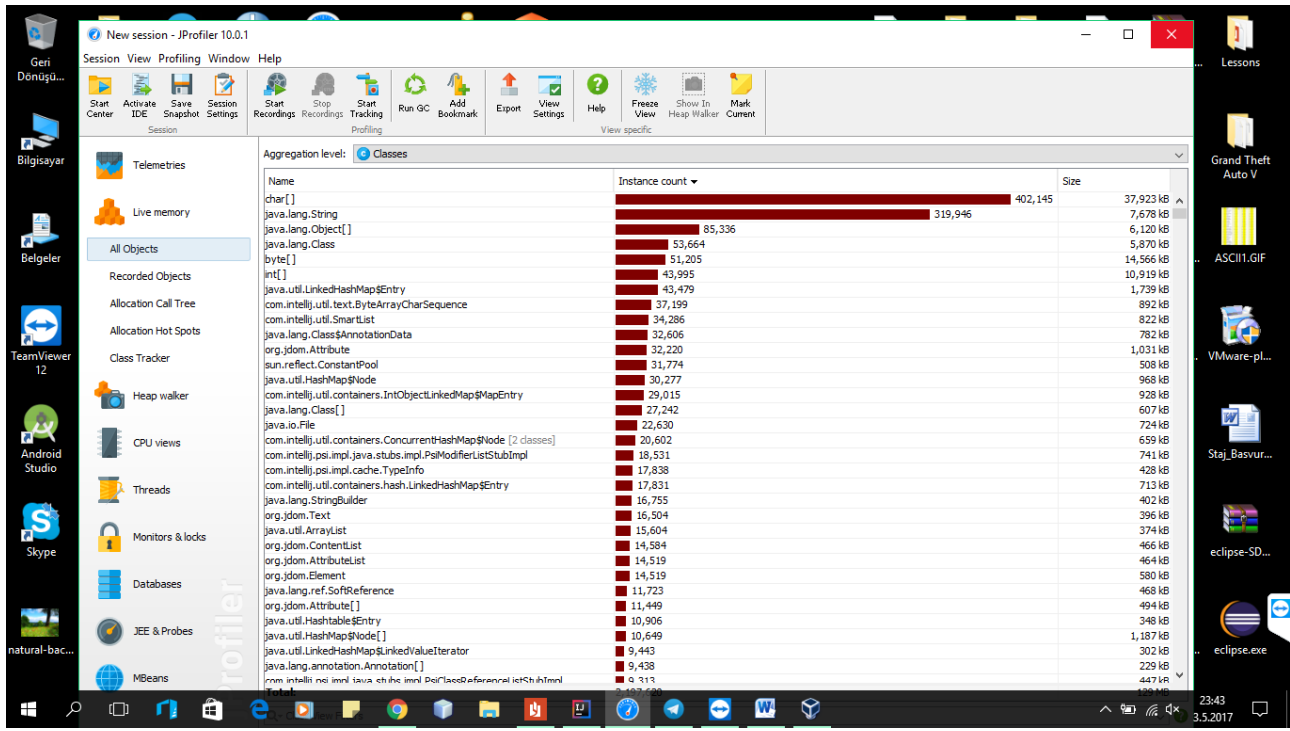 New session - JProfiler 10.0.1
Session View Profiling Window Help
Start Center
Activate IDE
Save Snapshot
Session Settings
Start Recordings
Stop Recordings
Start Tracking
Run GC
Add Bookmark
Export
View Settings
Help
Freeze View
Show In Heap Walker
Mark Current
Session
Profiling
View specific
Telemetries
Live memory
All Objects
Recorded Objects
Allocation Call Tree
Allocation Hot Spots
Class Tracker
Heap walker
CPU views
Threads
Monitors & locks
Databases
JEE & Probes
MBeans
Aggregation level: Classes
Name Instance count Size
char[ ] 402,145 37,923 kB
java.lang.String 319,946 7,678 kB
java.lang.Object[ ] 85,336 6,120 kB
java.lang.Class 53,664 5,870 kB
byte[ ] 51,205 14,566 kB
int[ ] 43,995 10,919 kB
java.util.LinkedHashMap$Entry 43,479 1,739 kB
com.intellij.util.text.ByteArrayCharSequence 37,199 892 kB
com.intellij.util.SmartList 34,286 822 kB
java.lang.Class$AnnotationData 32,606 782 kB
org.jdom.Attribute 32,220 1,031 kB
sun.reflect.ConstantPool 31,774 508 kB
java.util.HashMap$Node 30,277 968 kB
com.intellij.util.containers.IntObjectLinkedMap$MapEntry 29,015 928 kB
java.lang.Class[ ] 27,242 607 kB
java.io.File 22,630 724 kB
com.intellij.util.containers.ConcurrentHashMap$Node [2 classes] 20,602 659 kB
com.intellij.psi.impl.java.stubs.impl.PsiModifierListStubImpl 18,531 741 kB
com.intellij.psi.impl.cache.TypeInfo 17,838 428 kB
com.intellij.util.containers.hash.LinkedHashMap$Entry 17,831 713 kB
java.lang.StringBuilder 16,755 402 kB
org.jdom.Text 16,504 396 kB
java.util.ArrayList 15,604 374 kB
org.jdom.ContentList 14,584 466 kB
org.jdom.AttributeList 14,519 464 kB
org.jdom.Element 14,519 580 kB
java.lang.ref.SoftReference 11,723 468 kB
org.jdom.Attribute[ ] 11,449 494 kB
java.util.Hashtable$Entry 10,906 348 kB
java.util.HashMap$Node[ ] 10,649 1,187 kB
java.util.LinkedHashMap$LinkedValueIterator 9,443 302 kB
java.lang.annotation.Annotation[ ] 9,438 229 kB
com.intellij.psi.impl.java.stubs.impl.PsiClassReferenceListStubImpl 9,313 447 kB
Total: 2,197,620 129 MB
Geri Dönüşü...
Bilgisayar
Belgeler
TeamViewer 12
Android Studio
Skype
natural-bac...
Lessons
Grand Theft Auto V
ASCII1.GIF
VMware-pl...
Staj_Basvur...
eclipse-SD...
eclipse.exe
23:43
3.5.2017